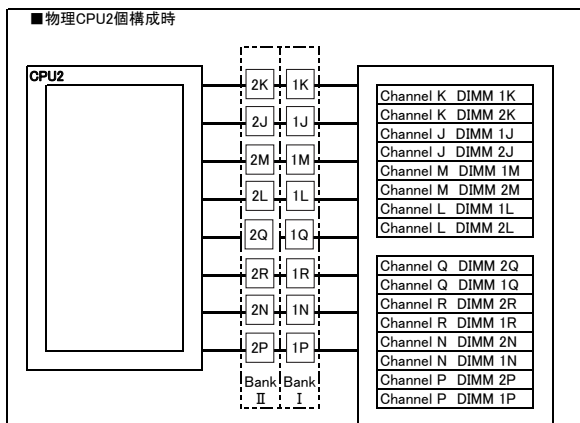 ■物理CPU2個構成時
CPU2
2K 1K
2J 1J
2M 1M
2L 1L
2Q 1Q
2R 1R
2N 1N
2P 1P
Bank Bank
Ⅱ Ⅰ
Channel K DIMM 1K
Channel K DIMM 2K
Channel J DIMM 1J
Channel J DIMM 2J
Channel M DIMM 1M
Channel M DIMM 2M
Channel L DIMM 1L
Channel L DIMM 2L
Channel Q DIMM 2Q
Channel Q DIMM 1Q
Channel R DIMM 2R
Channel R DIMM 1R
Channel N DIMM 2N
Channel N DIMM 1N
Channel P DIMM 2P
Channel P DIMM 1P